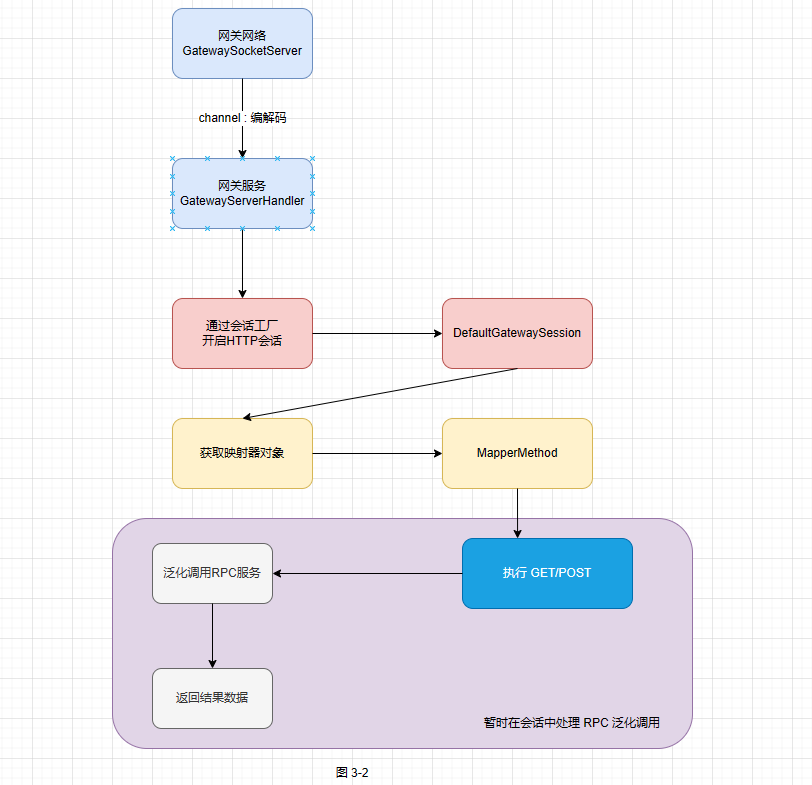 网关网络
GatewaySocketServer
channel : 编解码
网关服务
GatewayServerHandler
通过会话工厂
开启HTTP会话
DefaultGatewaySession
获取映射器对象
MapperMethod
泛化调用RPC服务
执行 GET/POST
返回结果数据
暂时在会话中处理 RPC 泛化调用
图 3-2